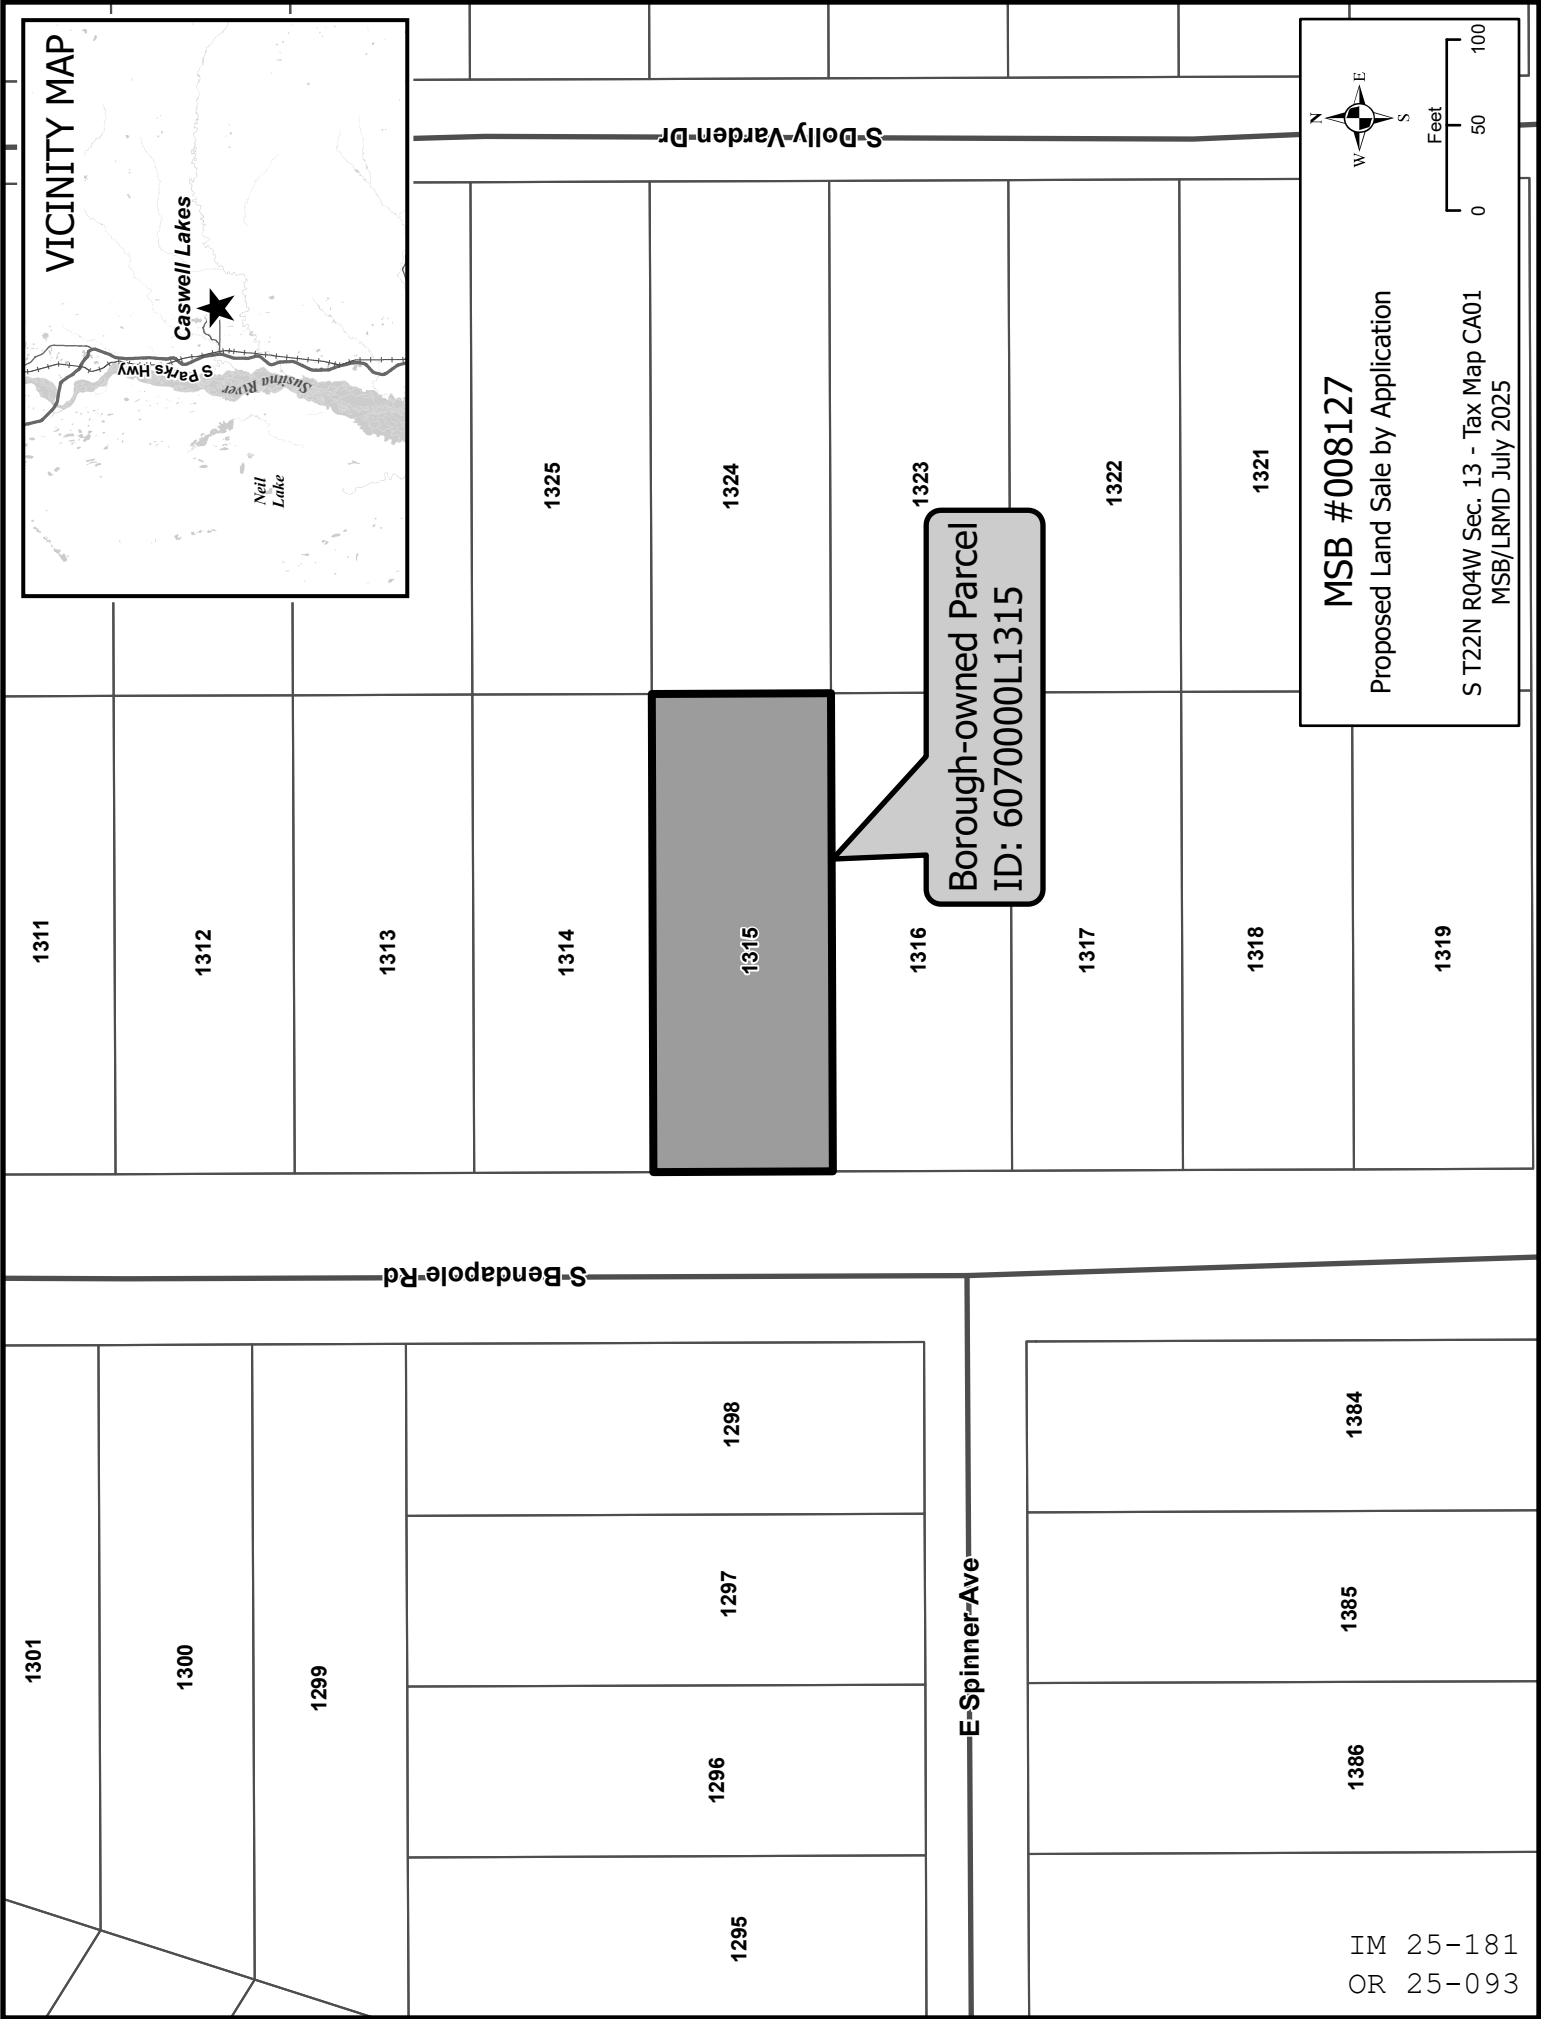 VICINITY MAP
Caswell Lakes
S Parks Hwy
Susitna River
Neil
Lake
S Dolly Varden Dr
S Bendapole Rd
E Spinner Ave
1311
1312
1313
1314
1315
1316
1317
1318
1319
1325
1324
1323
1322
1321
1301
1300
1299
1298
1297
1296
1295
1384
1385
1386
Borough-owned Parcel
ID: 6070000L1315
MSB #008127
Proposed Land Sale by Application
S T22N R04W Sec. 13 - Tax Map CA01
MSB/LRMD July 2025
N
W
E
S
Feet
0 50 100
IM 25-181
OR 25-093